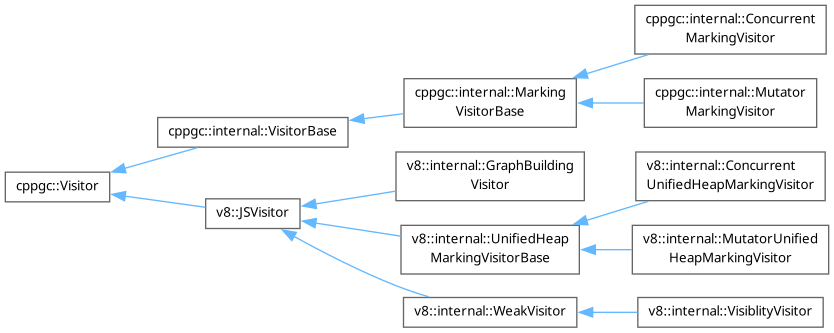 cppgc::Visitor
cppgc::internal::VisitorBase
v8::JSVisitor
cppgc::internal::Marking
VisitorBase
v8::internal::GraphBuilding
Visitor
v8::internal::UnifiedHeap
MarkingVisitorBase
v8::internal::WeakVisitor
cppgc::internal::Concurrent
MarkingVisitor
cppgc::internal::Mutator
MarkingVisitor
v8::internal::Concurrent
UnifiedHeapMarkingVisitor
v8::internal::MutatorUnified
HeapMarkingVisitor
v8::internal::VisiblityVisitor